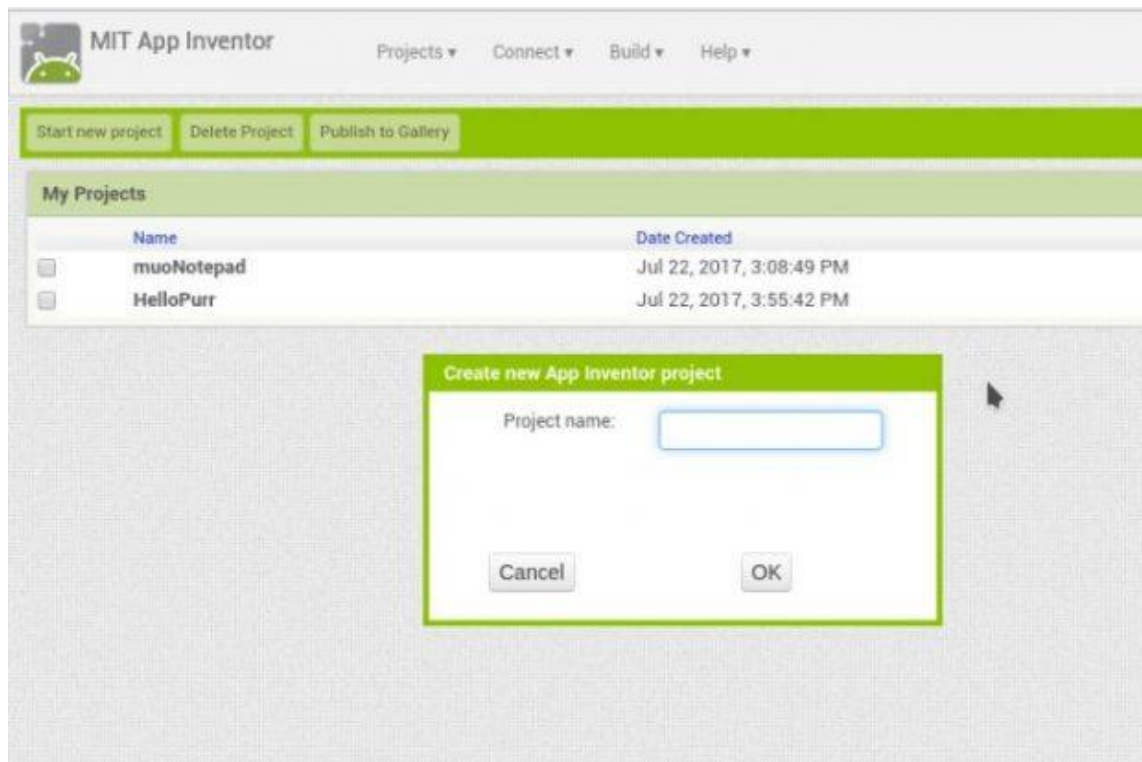 MIT App Inventor
Projects ▾ Connect ▾ Build ▾ Help ▾
Start new project Delete Project Publish to Gallery
My Projects
Name Date Created
muoNotepad Jul 22, 2017, 3:08:49 PM
HelloPurr Jul 22, 2017, 3:55:42 PM
Create new App Inventor project
Project name:
Cancel OK